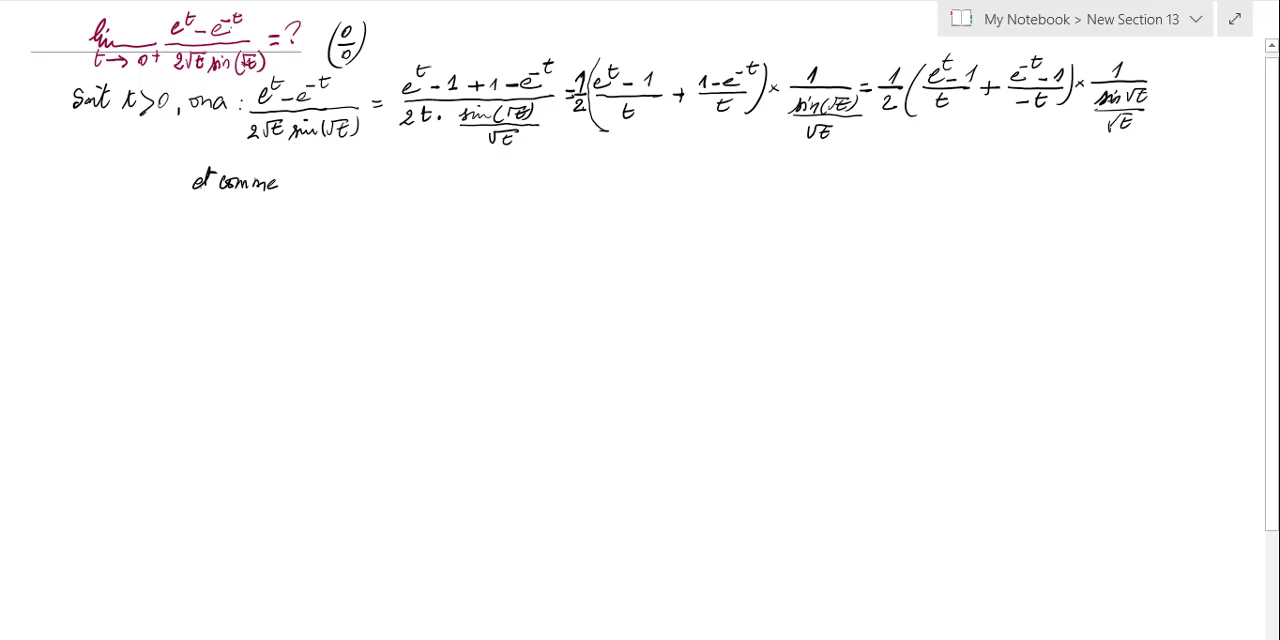 My Notebook > New Section 13
lim_{t→0+} (e^t - e^-t)/(2√t sin(√t)) = ? (0/0)
Soit t>0, on a : (e^t - e^-t)/(2√t sin(√t)) = (e^t - 1 + 1 - e^-t)/(2t · sin(√t)/√t) = 1/2 ((e^t - 1)/t + (1 - e^-t)/t) × 1/(sin(√t)/√t) = 1/2 ((e^t - 1)/t + (e^-t - 1)/-t) × 1/(sin √t/√t)
et comme